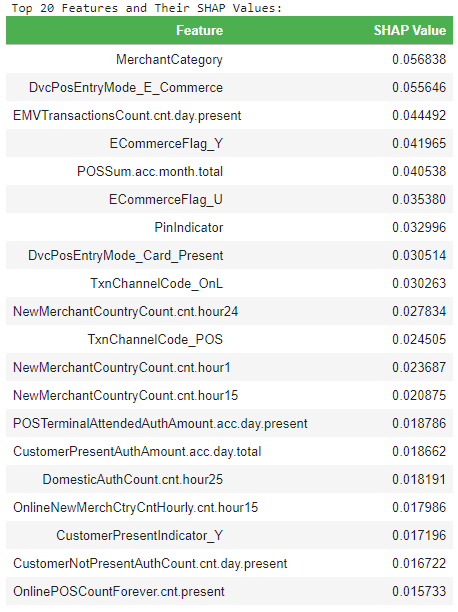 Top 20 Features and Their SHAP Values:
Feature SHAP Value
MerchantCategory 0.056838
DvcPosEntryMode_E_Commerce 0.055646
EMVTransactionsCount.cnt.day.present 0.044492
ECommerceFlag_Y 0.041965
POSSum.acc.month.total 0.040538
ECommerceFlag_U 0.035380
PinIndicator 0.032996
DvcPosEntryMode_Card_Present 0.030514
TxnChannelCode_OnL 0.030263
NewMerchantCountryCount.cnt.hour24 0.027834
TxnChannelCode_POS 0.024505
NewMerchantCountryCount.cnt.hour1 0.023687
NewMerchantCountryCount.cnt.hour15 0.020875
POSTerminalAttendedAuthAmount.acc.day.present 0.018786
CustomerPresentAuthAmount.acc.day.total 0.018662
DomesticAuthCount.cnt.hour25 0.018191
OnlineNewMerchCtryCntHourly.cnt.hour15 0.017986
CustomerPresentIndicator_Y 0.017196
CustomerNotPresentAuthCount.cnt.day.present 0.016722
OnlinePOSCountForever.cnt.present 0.015733